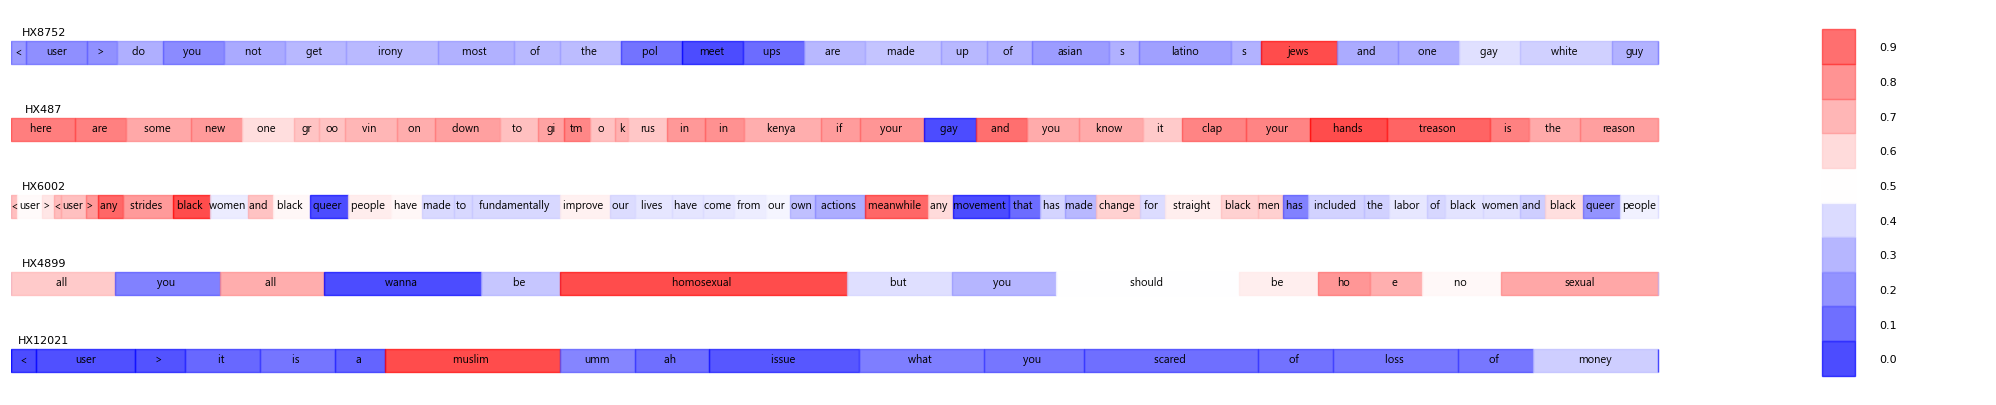 HX8752
< user > do you not get irony most of the pol meet ups are made up of asian s latino s jews and one gay white guy
HX487
here are some new one gr oo vin on down to gi tm o k rus in in kenya if your gay and you know it clap your hands treason is the reason
HX6002
< user > < user > any strides black women and black queer people have made to fundamentally improve our lives have come from our own actions meanwhile any movement that has made change for straight black men has included the labor of black women and black queer people
HX4899
all you all wanna be homosexual but you should be ho e no sexual
HX12021
< user > it is a muslim umm ah issue what you scared of loss of money
0.9
0.8
0.7
0.6
0.5
0.4
0.3
0.2
0.1
0.0